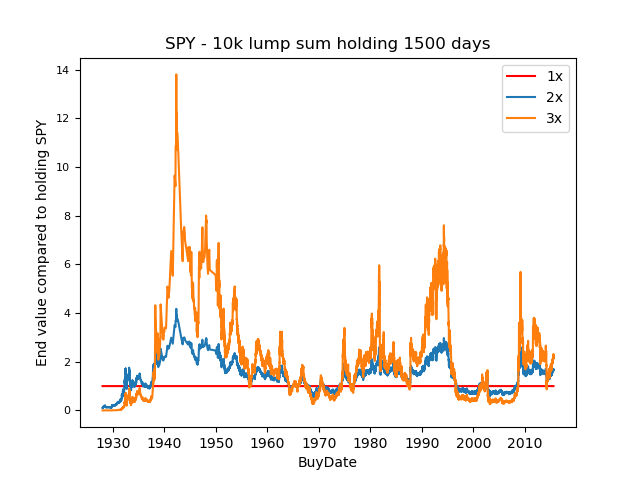 SPY - 10k lump sum holding 1500 days
End value compared to holding SPY
14
12
10
8
6
4
2
0
1x
2x
3x
1930 1940 1950 1960 1970 1980 1990 2000 2010
BuyDate